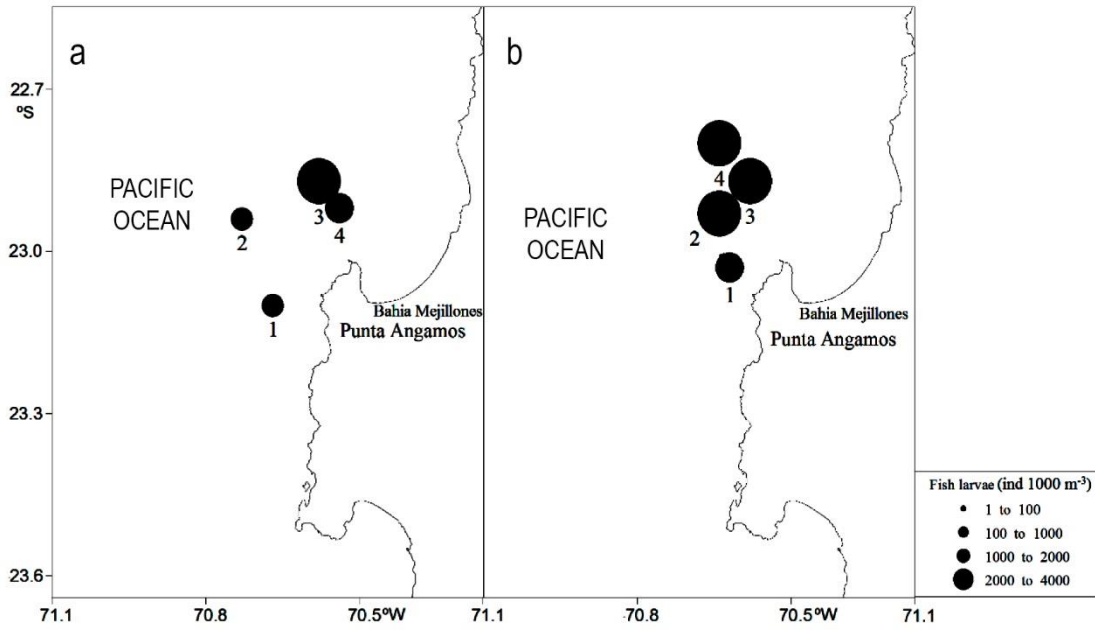 a
22.7
ºS
PACIFIC
OCEAN
3
4
2
23.0
1
Bahia Mejillones
Punta Angamos
23.3
23.6
71.1
70.8
70.5ºW
71.1
b
PACIFIC
OCEAN
4
3
2
1
Bahia Mejillones
Punta Angamos
70.8
70.5ºW
71.1
Fish larvae (ind 1000 m⁻³)
1 to 100
100 to 1000
1000 to 2000
2000 to 4000